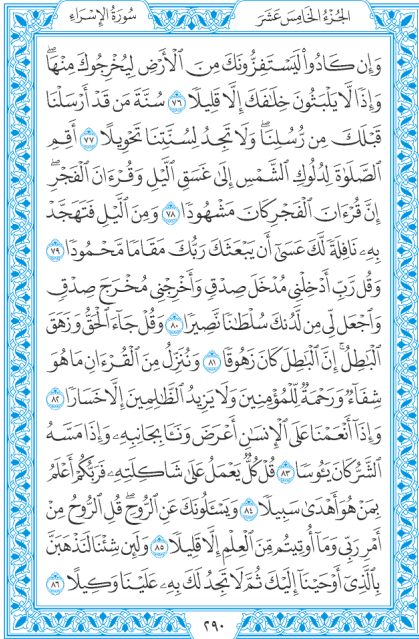 الجزء الخامس عشر
سورة الإسراء
وَإِن كَادُوا۟ لَيَسْتَفِزُّونَكَ مِنَ ٱلْأَرْضِ لِيُخْرِجُوكَ مِنْهَا ۖ
وَإِذًا لَّا يَلْبَثُونَ خِلَـٰفَكَ إِلَّا قَلِيلًا ٧٦ سُنَّةَ مَن قَدْ أَرْسَلْنَا
قَبْلَكَ مِن رُّسُلِنَا ۖ وَلَا تَجِدُ لِسُنَّتِنَا تَحْوِيلًا ٧٧ أَقِمِ
ٱلصَّلَوٰةَ لِدُلُوكِ ٱلشَّمْسِ إِلَىٰ غَسَقِ ٱلَّيْلِ وَقُرْءَانَ ٱلْفَجْرِ ۖ
إِنَّ قُرْءَانَ ٱلْفَجْرِ كَانَ مَشْهُودًا ٧٨ وَمِنَ ٱلَّيْلِ فَتَهَجَّدْ
بِهِۦ نَافِلَةً لَّكَ عَسَىٰٓ أَن يَبْعَثَكَ رَبُّكَ مَقَامًا مَّحْمُودًا ٧٩
وَقُل رَّبِّ أَدْخِلْنِى مُدْخَلَ صِدْقٍ وَأَخْرِجْنِى مُخْرَجَ صِدْقٍ
وَٱجْعَل لِّى مِن لَّدُنكَ سُلْطَـٰنًا نَّصِيرًا ٨٠ وَقُلْ جَآءَ ٱلْحَقُّ وَزَهَقَ
ٱلْبَـٰطِلُ ۚ إِنَّ ٱلْبَـٰطِلَ كَانَ زَهُوقًا ٨١ وَنُنَزِّلُ مِنَ ٱلْقُرْءَانِ مَا هُوَ
شِفَآءٌ وَرَحْمَةٌ لِّلْمُؤْمِنِينَ وَلَا يَزِيدُ ٱلظَّـٰلِمِينَ إِلَّا خَسَارًا ٨٢
وَإِذَآ أَنْعَمْنَا عَلَى ٱلْإِنسَـٰنِ أَعْرَضَ وَنَـَٔا بِجَانِبِهِۦ وَإِذَا مَسَّهُ
ٱلشَّرُّ كَانَ يَـُٔوسًا ٨٣ قُلْ كُلٌّ يَعْمَلُ عَلَىٰ شَاكِلَتِهِۦ فَرَبُّكُمْ أَعْلَمُ
بِمَنْ هُوَ أَهْدَىٰ سَبِيلًا ٨٤ وَيَسْـَٔلُونَكَ عَنِ ٱلرُّوحِ ۖ قُلِ ٱلرُّوحُ مِنْ
أَمْرِ رَبِّى وَمَآ أُوتِيتُم مِّنَ ٱلْعِلْمِ إِلَّا قَلِيلًا ٨٥ وَلَئِن شِئْنَا لَنَذْهَبَنَّ
بِٱلَّذِىٓ أَوْحَيْنَآ إِلَيْكَ ثُمَّ لَا تَجِدُ لَكَ بِهِۦ عَلَيْنَا وَكِيلًا ٨٦
٢٩٠